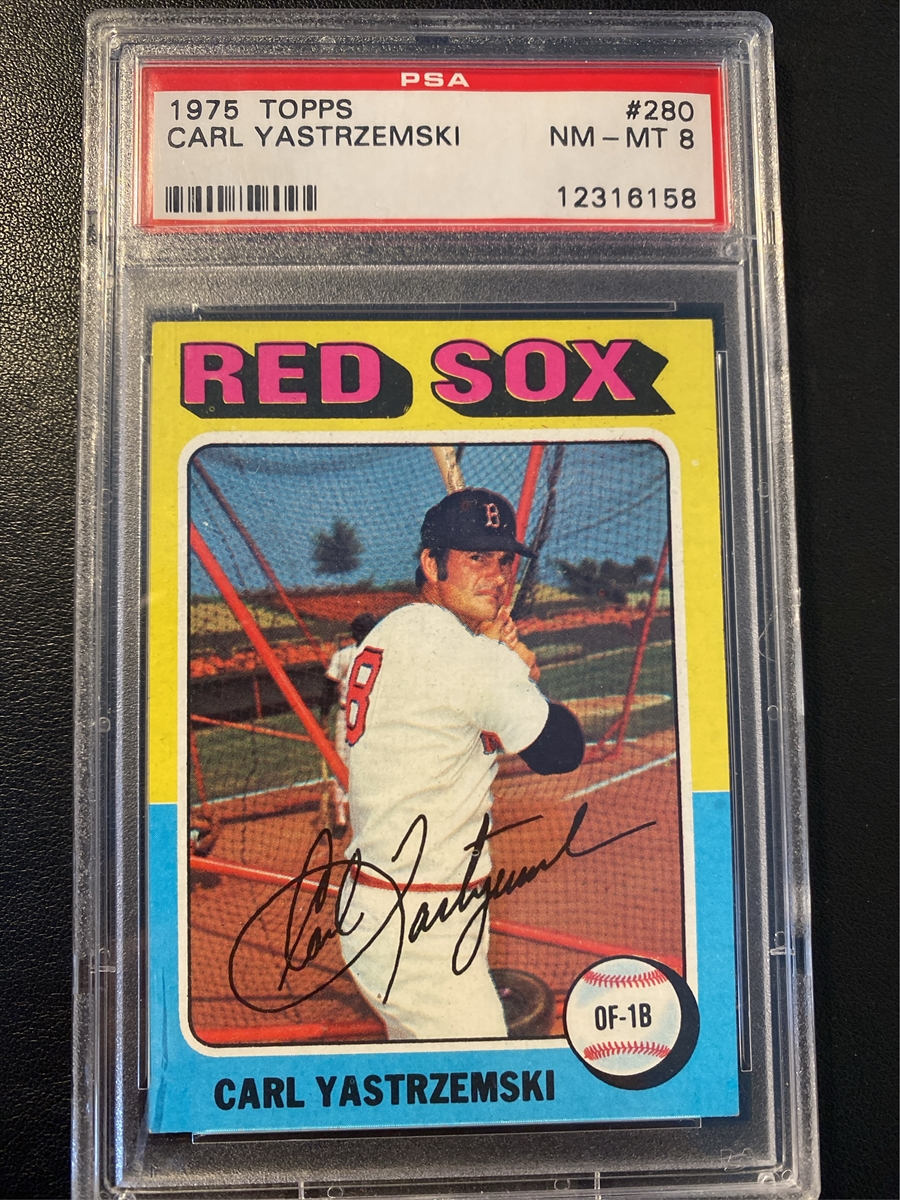 PSA
1975 TOPPS #280
CARL YASTRZEMSKI NM-MT 8
12316158
RED SOX
B
8
Carl Yastrzemski
OF-1B
CARL YASTRZEMSKI